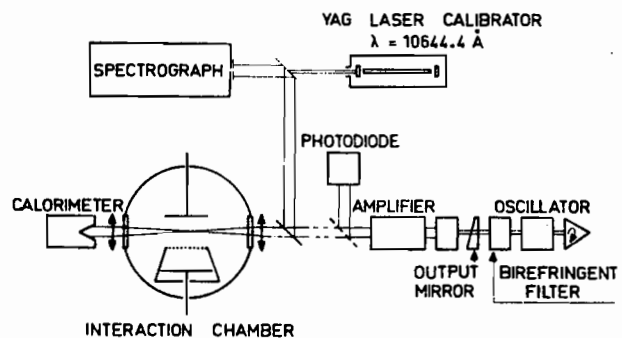 YAG LASER CALIBRATOR
λ = 10644.4 Å
SPECTROGRAPH
PHOTODIODE
CALORIMETER
AMPLIFIER
OSCILLATOR
OUTPUT
MIRROR
BIREFRINGENT
FILTER
INTERACTION CHAMBER